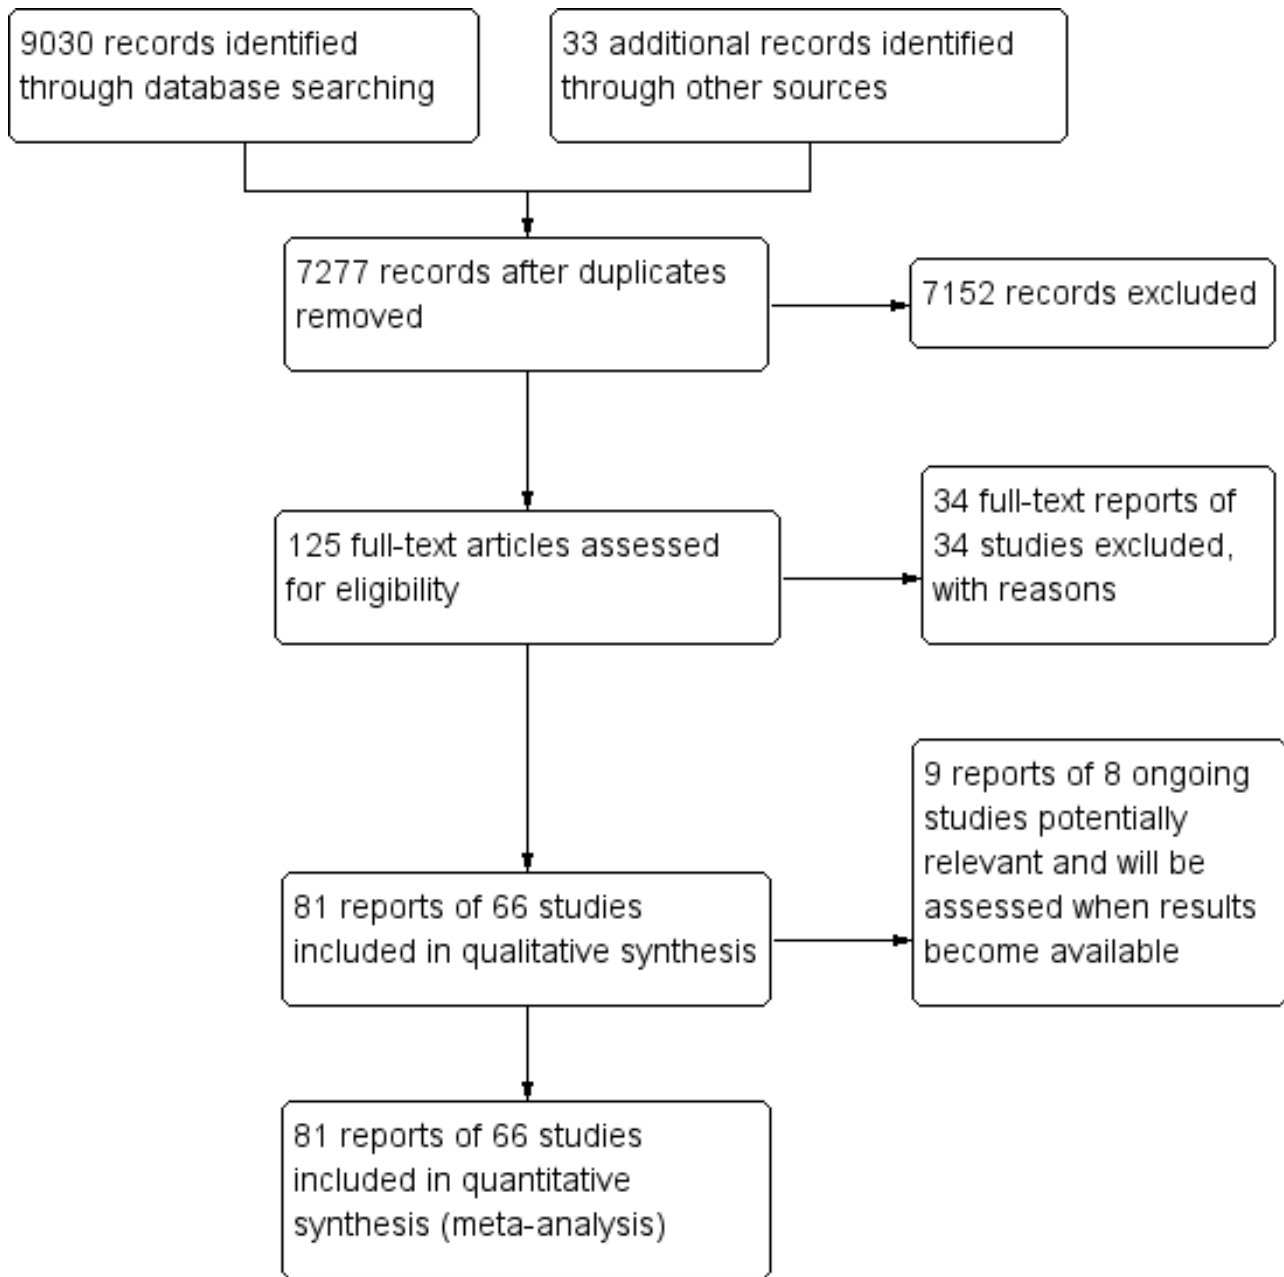 9030 records identified
through database searching
33 additional records identified
through other sources
7277 records after duplicates
removed
7152 records excluded
125 full-text articles assessed
for eligibility
34 full-text reports of
34 studies excluded,
with reasons
81 reports of 66 studies
included in qualitative synthesis
9 reports of 8 ongoing
studies potentially
relevant and will be
assessed when results
become available
81 reports of 66 studies
included in quantitative
synthesis (meta-analysis)